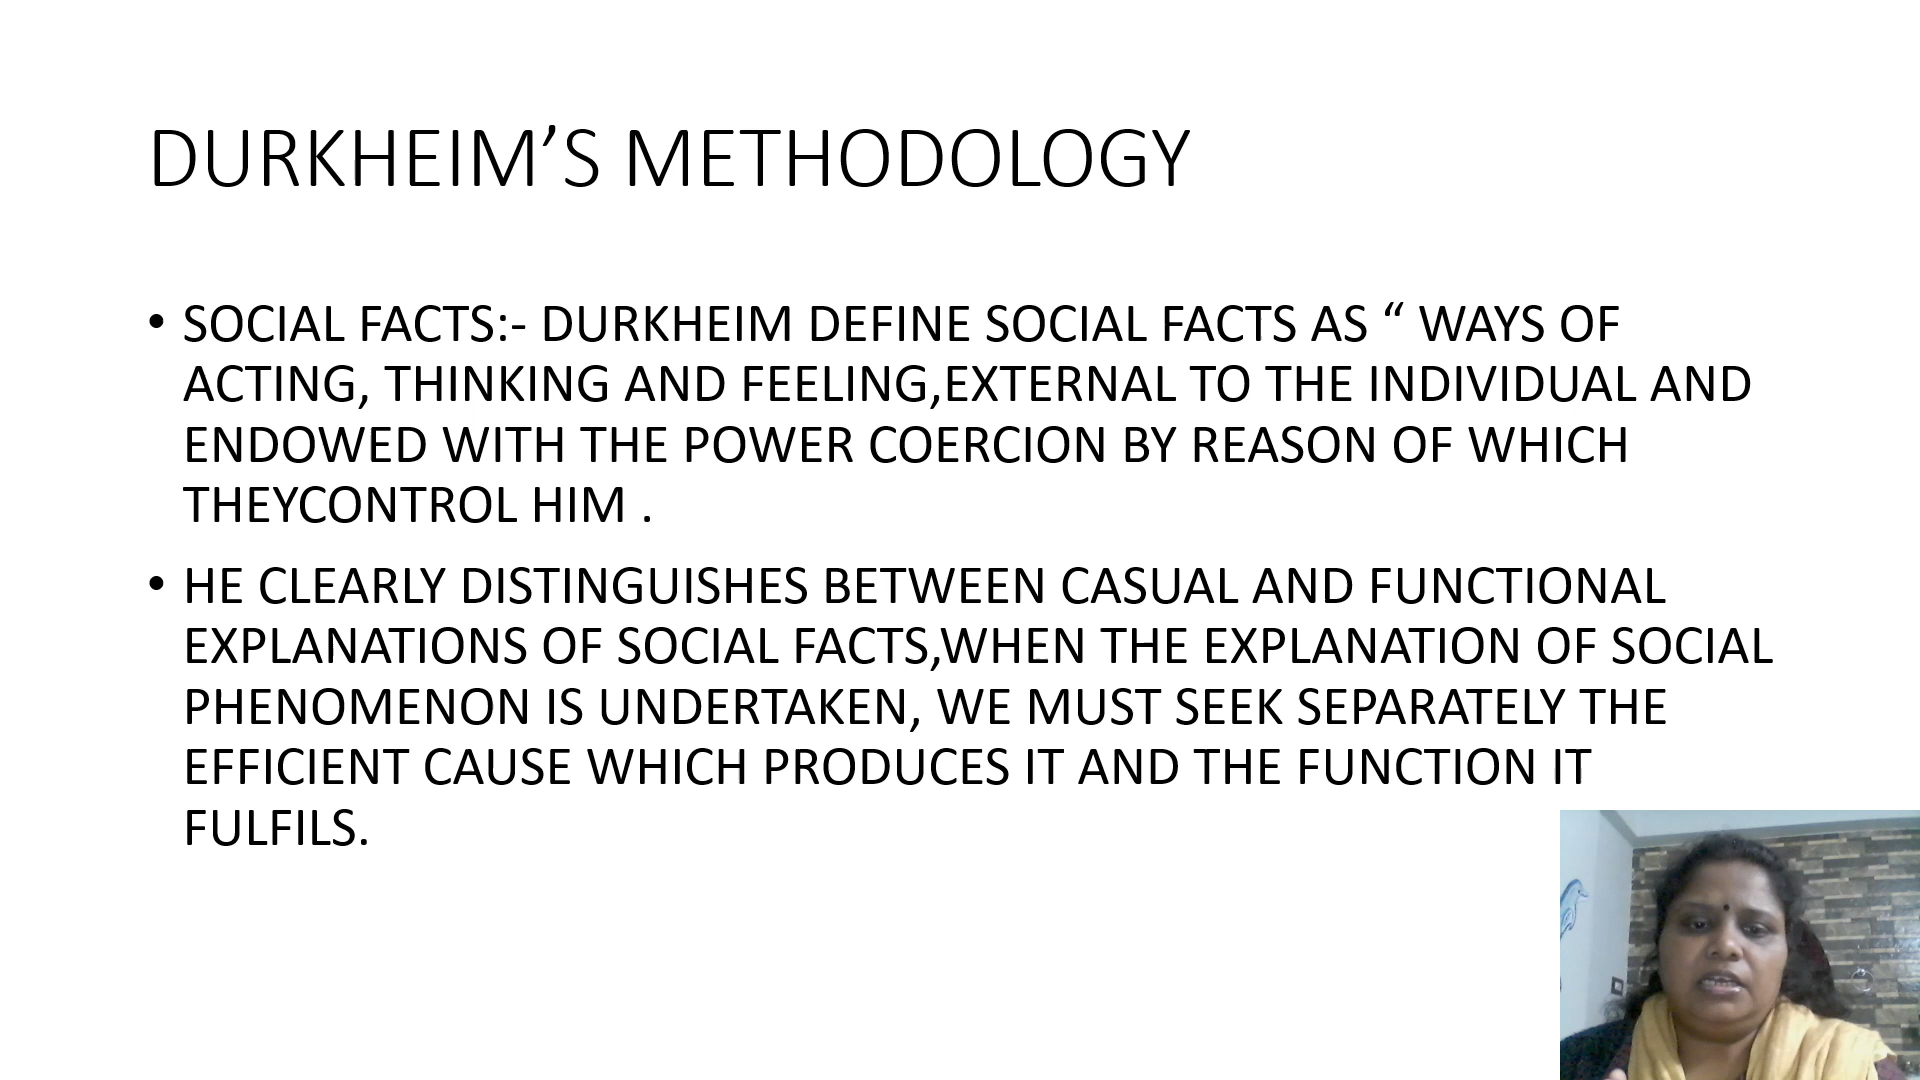 DURKHEIM’S METHODOLOGY
• SOCIAL FACTS:- DURKHEIM DEFINE SOCIAL FACTS AS “ WAYS OF
ACTING, THINKING AND FEELING,EXTERNAL TO THE INDIVIDUAL AND
ENDOWED WITH THE POWER COERCION BY REASON OF WHICH
THEYCONTROL HIM .
• HE CLEARLY DISTINGUISHES BETWEEN CASUAL AND FUNCTIONAL
EXPLANATIONS OF SOCIAL FACTS,WHEN THE EXPLANATION OF SOCIAL
PHENOMENON IS UNDERTAKEN, WE MUST SEEK SEPARATELY THE
EFFICIENT CAUSE WHICH PRODUCES IT AND THE FUNCTION IT
FULFILS.